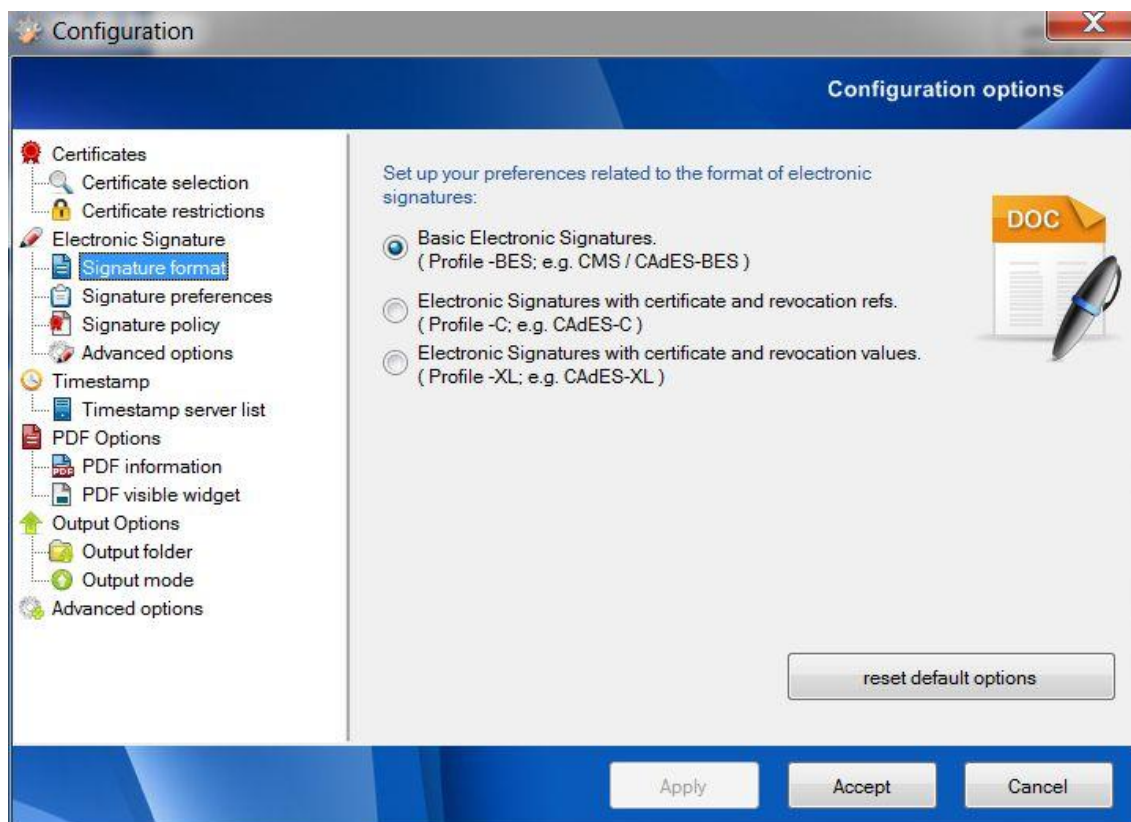 Configuration
Configuration options
Certificates
Certificate selection
Certificate restrictions
Electronic Signature
Signature format
Signature preferences
Signature policy
Advanced options
Timestamp
Timestamp server list
PDF Options
PDF information
PDF visible widget
Output Options
Output folder
Output mode
Advanced options
Set up your preferences related to the format of electronic
signatures:
Basic Electronic Signatures.
( Profile -BES; e.g. CMS / CAdES-BES )
Electronic Signatures with certificate and revocation refs.
( Profile -C; e.g. CAdES-C )
Electronic Signatures with certificate and revocation values.
( Profile -XL; e.g. CAdES-XL )
DOC
reset default options
Apply
Accept
Cancel